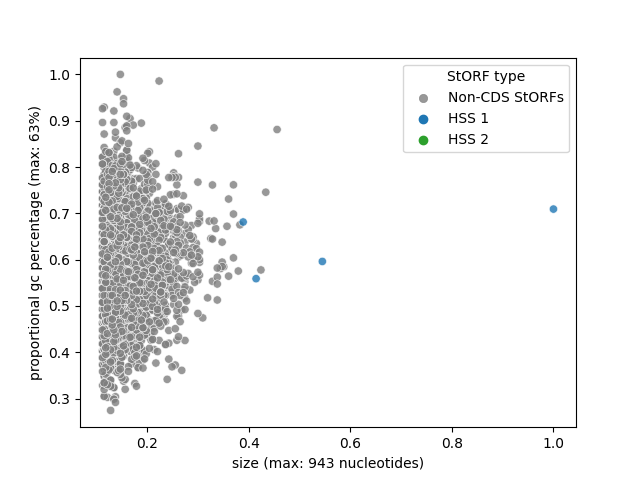 StORF type
Non-CDS StORFs
HSS 1
HSS 2
1.0
0.9
0.8
0.7
0.6
0.5
0.4
0.3
proportional gc percentage (max: 63%)
0.2 0.4 0.6 0.8 1.0
size (max: 943 nucleotides)